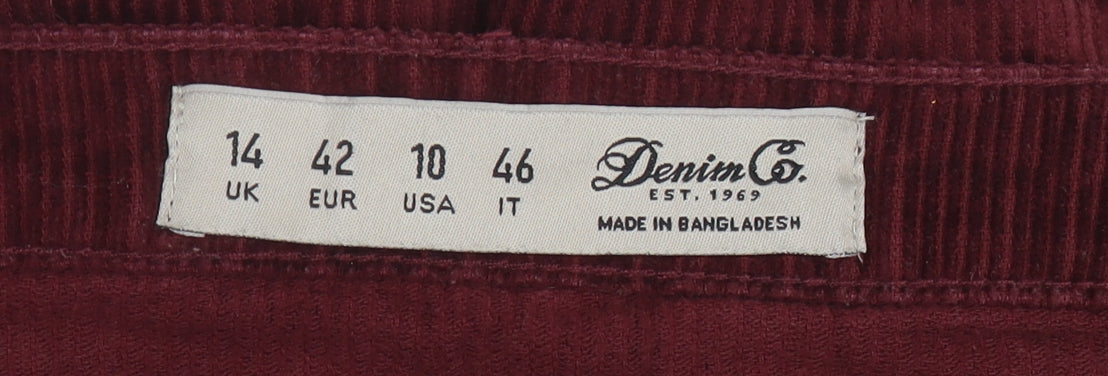 14 42 10 46
UK EUR USA IT
Denim Co.
EST. 1969
MADE IN BANGLADESH